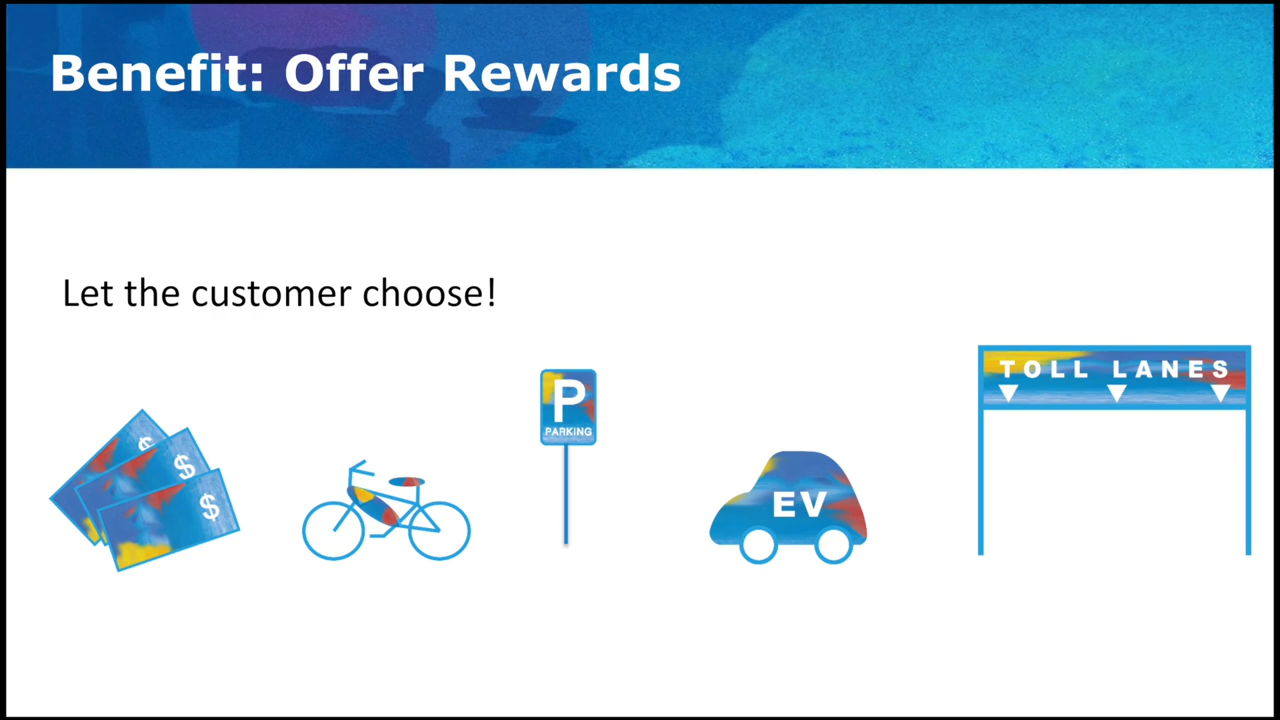 Benefit: Offer Rewards
Let the customer choose!
$
$
$
P
PARKING
EV
TOLL LANES